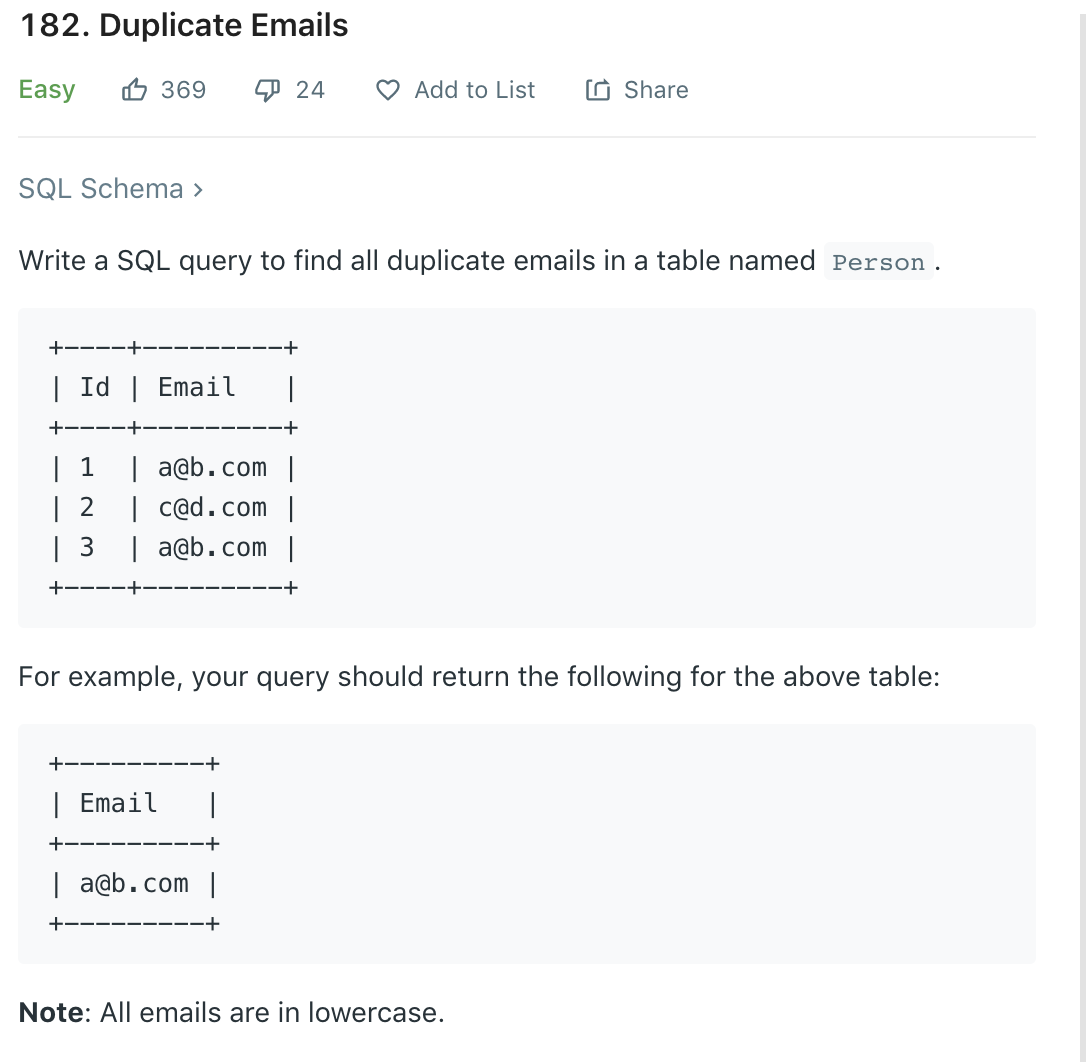 182. Duplicate Emails
Easy 369 24 Add to List Share
SQL Schema >
Write a SQL query to find all duplicate emails in a table named Person .
+----+---------+
| Id | Email   |
+----+---------+
| 1  | a@b.com |
| 2  | c@d.com |
| 3  | a@b.com |
+----+---------+
For example, your query should return the following for the above table:
+---------+
| Email   |
+---------+
| a@b.com |
+---------+
Note: All emails are in lowercase.